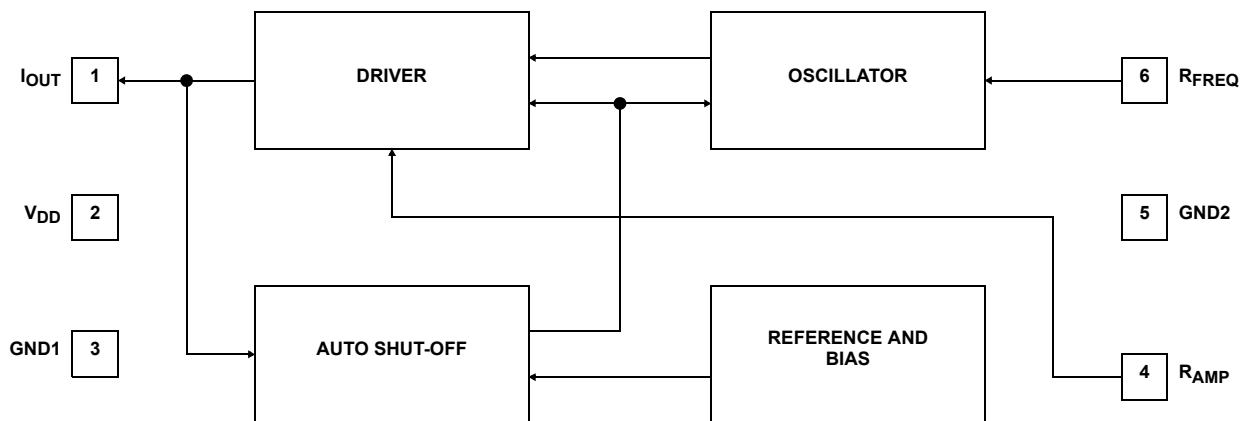 IOUT 1 DRIVER OSCILLATOR 6 RFREQ
VDD 2 5 GND2
GND1 3 AUTO SHUT-OFF REFERENCE AND
BIAS
4 RAMP